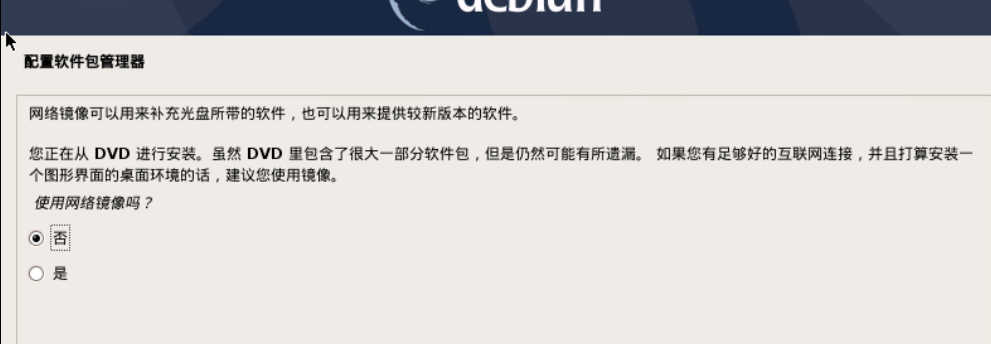 debian
配置软件包管理器
网络镜像可以用来补充光盘所带的软件，也可以用来提供较新版本的软件。
您正在从 DVD 进行安装。虽然 DVD 里包含了很大一部分软件包，但是仍然可能有所遗漏。 如果您有足够好的互联网连接，并且打算安装一
个图形界面的桌面环境的话，建议您使用镜像。
使用网络镜像吗？
否
是